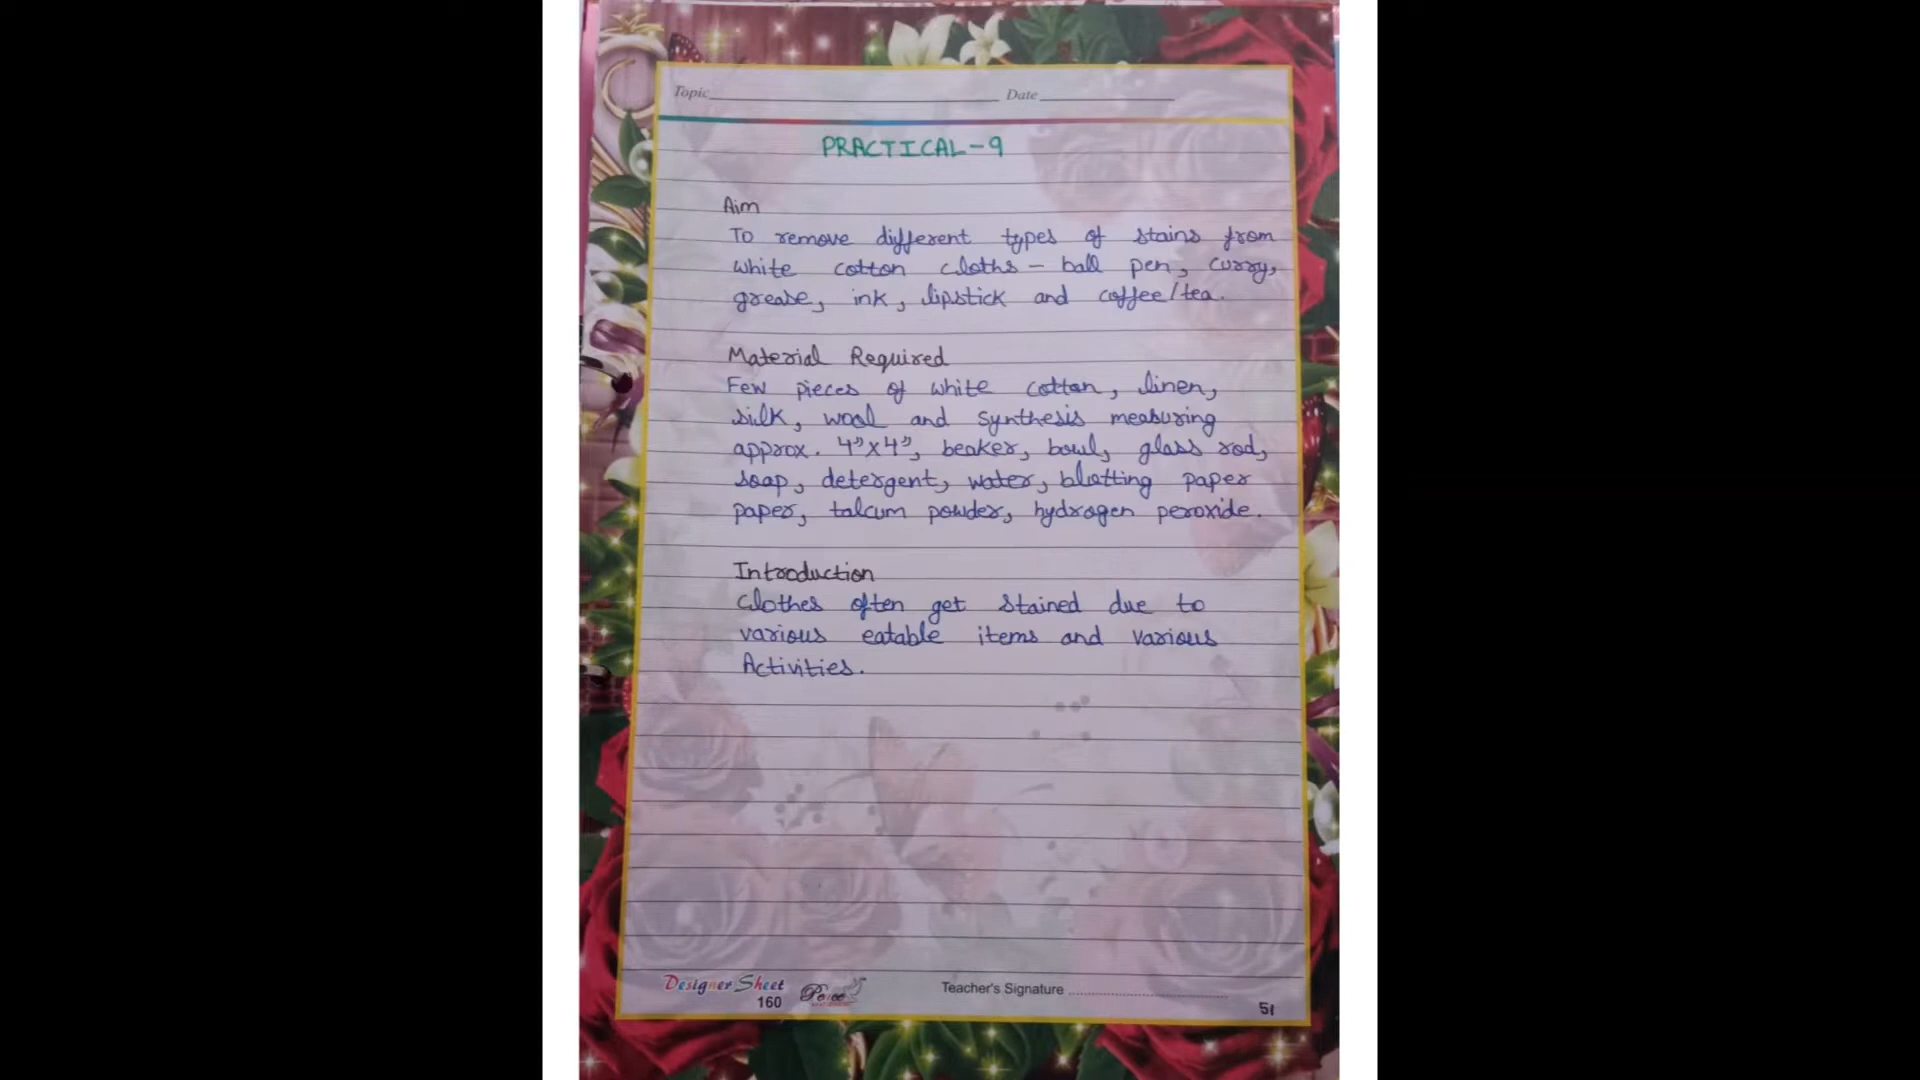 Topic Date
PRACTICAL-9
Aim
To remove different types of stains from
white cotton cloths - ball pen, curry,
grease, ink, lipstick and coffee/tea.
Material Required
Few pieces of white cotton, linen,
silk, wool and synthesis measuring
approx. 4"x4", beaker, bowl, glass rod,
soap, detergent, water, blotting paper
paper, talcum powder, hydrogen peroxide.
Introduction
Clothes often get stained due to
various eatable items and various
Activities.
Designer Sheet
160
Teacher's Signature
51